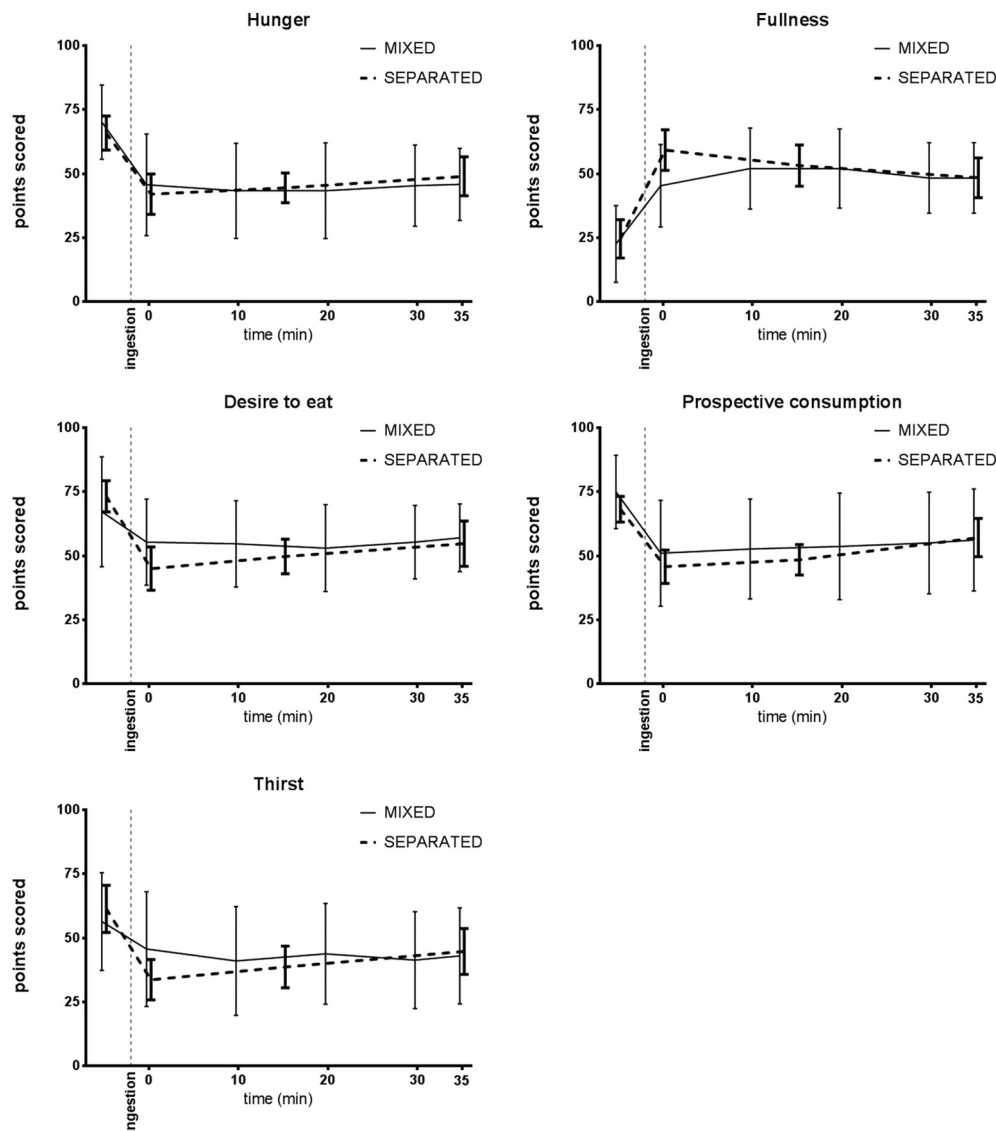 Hunger
MIXED
SEPARATED
100
75
50
25
0
points scored
ingestion
0 10 20 30 35
time (min)
Fullness
MIXED
SEPARATED
100
75
50
25
0
points scored
ingestion
0 10 20 30 35
time (min)
Desire to eat
MIXED
SEPARATED
100
75
50
25
0
points scored
ingestion
0 10 20 30 35
time (min)
Prospective consumption
MIXED
SEPARATED
100
75
50
25
0
points scored
ingestion
0 10 20 30 35
time (min)
Thirst
MIXED
SEPARATED
100
75
50
25
0
points scored
ingestion
0 10 20 30 35
time (min)